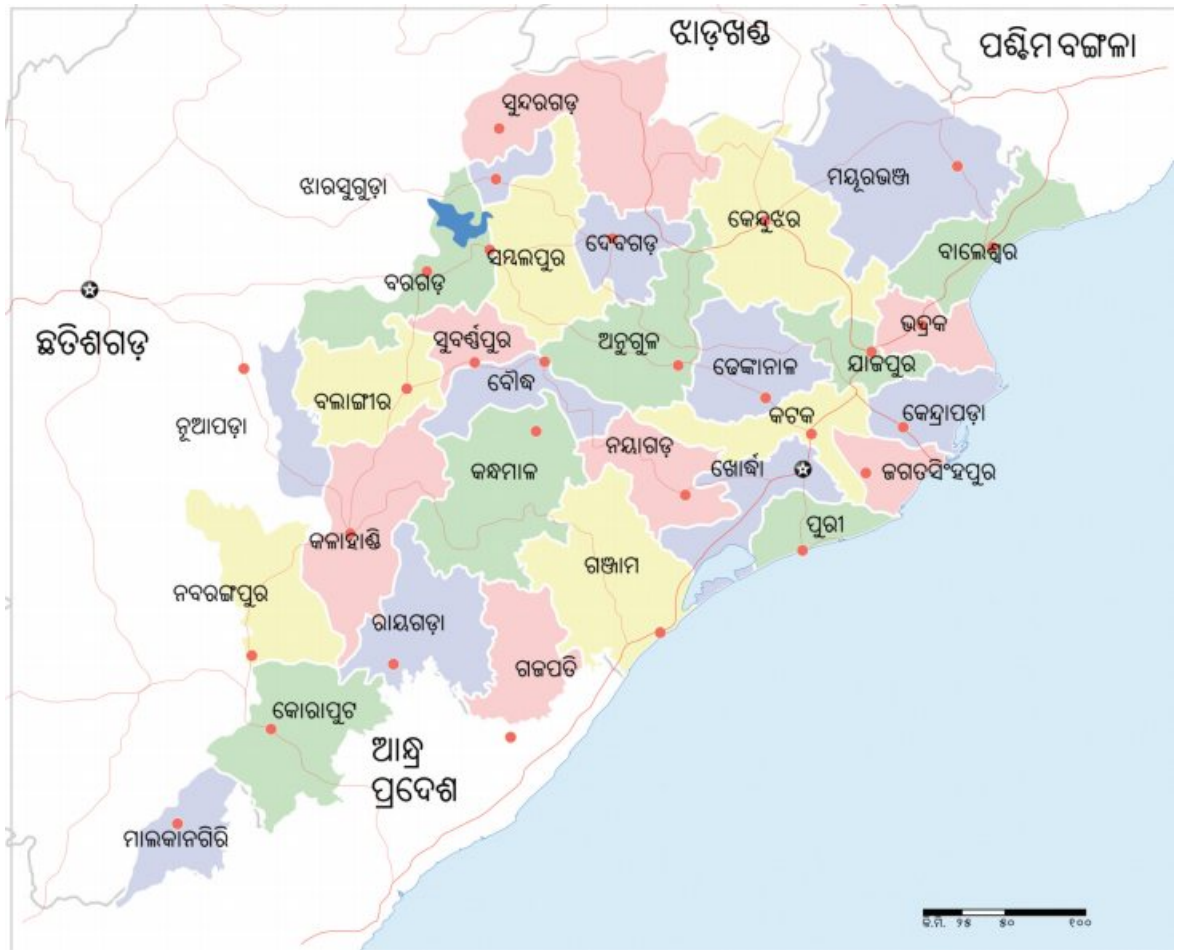 ଝାଡ଼ଖଣ୍ଡ
ପଶ୍ଚିମ ବଙ୍ଗଳା
ସୁନ୍ଦରଗଡ଼
ମୟୂରଭଞ୍ଜ
ଝାରସୁଗୁଡ଼ା
କେନ୍ଦୁଝର
ଦେବଗଡ଼
ବାଲେଶ୍ଵର
ସମ୍ବଲପୁର
ବରଗଡ଼
ଛତିଶଗଡ଼
ଭଦ୍ରକ
ସୁବର୍ଣ୍ଣପୁର
ଅନୁଗୁଳ
ଢେଙ୍କାନାଳ
ଯାଜପୁର
ବୌଦ୍ଧ
ବଲାଙ୍ଗୀର
କଟକ
କେନ୍ଦ୍ରାପଡ଼ା
ନୂଆପଡ଼ା
ନୟାଗଡ଼
କନ୍ଧମାଳ
ଖୋର୍ଦ୍ଧା
ଜଗତସିଂହପୁର
ପୁରୀ
କଳାହାଣ୍ଡି
ଗଞ୍ଜାମ
ନବରଙ୍ଗପୁର
ରାୟଗଡ଼ା
ଗଜପତି
କୋରାପୁଟ
ଆନ୍ଧ୍ର
ପ୍ରଦେଶ
ମାଲକାନଗିରି
କି.ମି. ୨୫ ୫୦ ୧୦୦